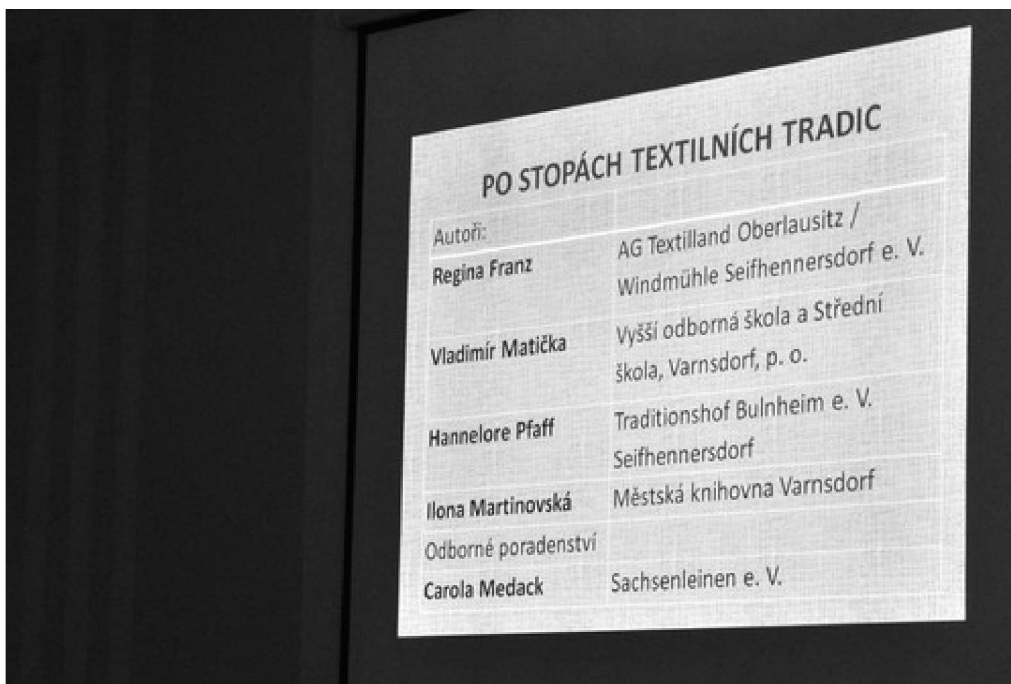 PO STOPÁCH TEXTILNÍCH TRADIC
Autoři:
Regina Franz AG Textilland Oberlausitz /
Windmühle Seifhennersdorf e. V.
Vladimír Matička Vyšší odborná škola a Střední
škola, Varnsdorf, p. o.
Hannelore Pfaff Traditionshof Bulnheim e. V.
Seifhennersdorf
Ilona Martinovská Městská knihovna Varnsdorf
Odborné poradenství
Carola Medack Sachsenleinen e. V.